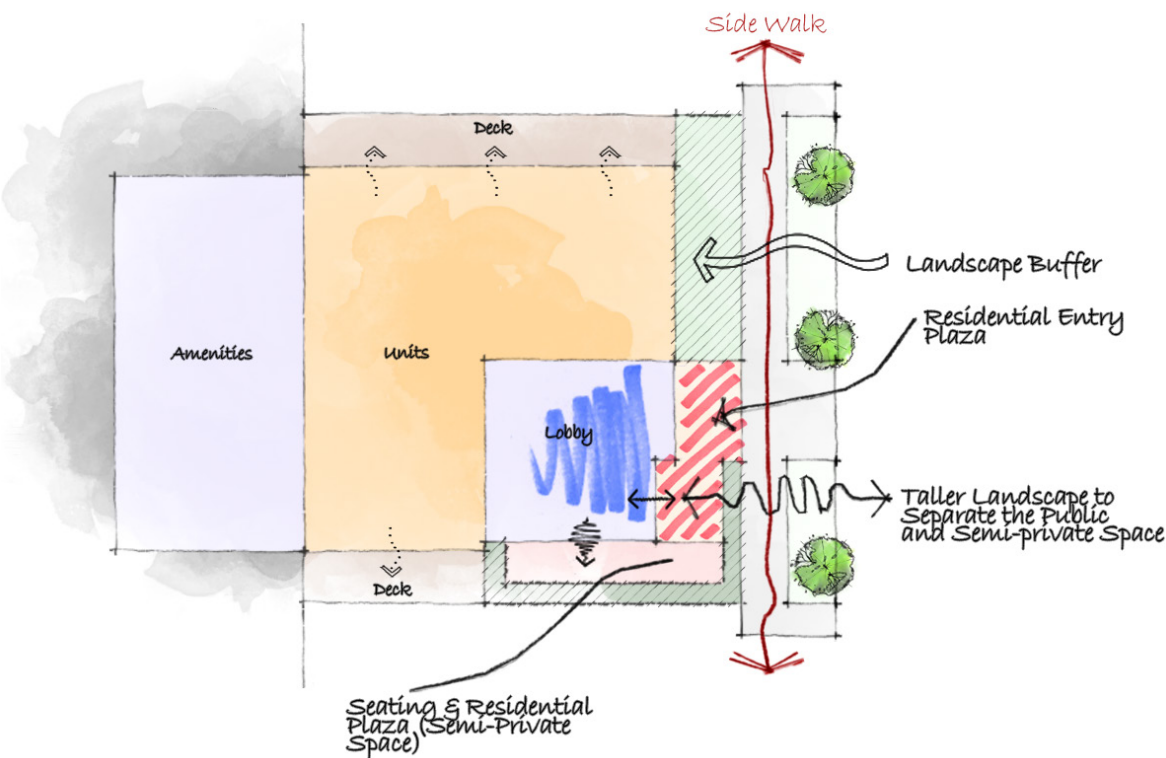 Side Walk
Deck
Landscape Buffer
Residential Entry
Plaza
Amenities
Units
Lobby
Taller Landscape to
Separate the Public
and Semi-private Space
Deck
Seating & Residential
Plaza (Semi-Private
Space)